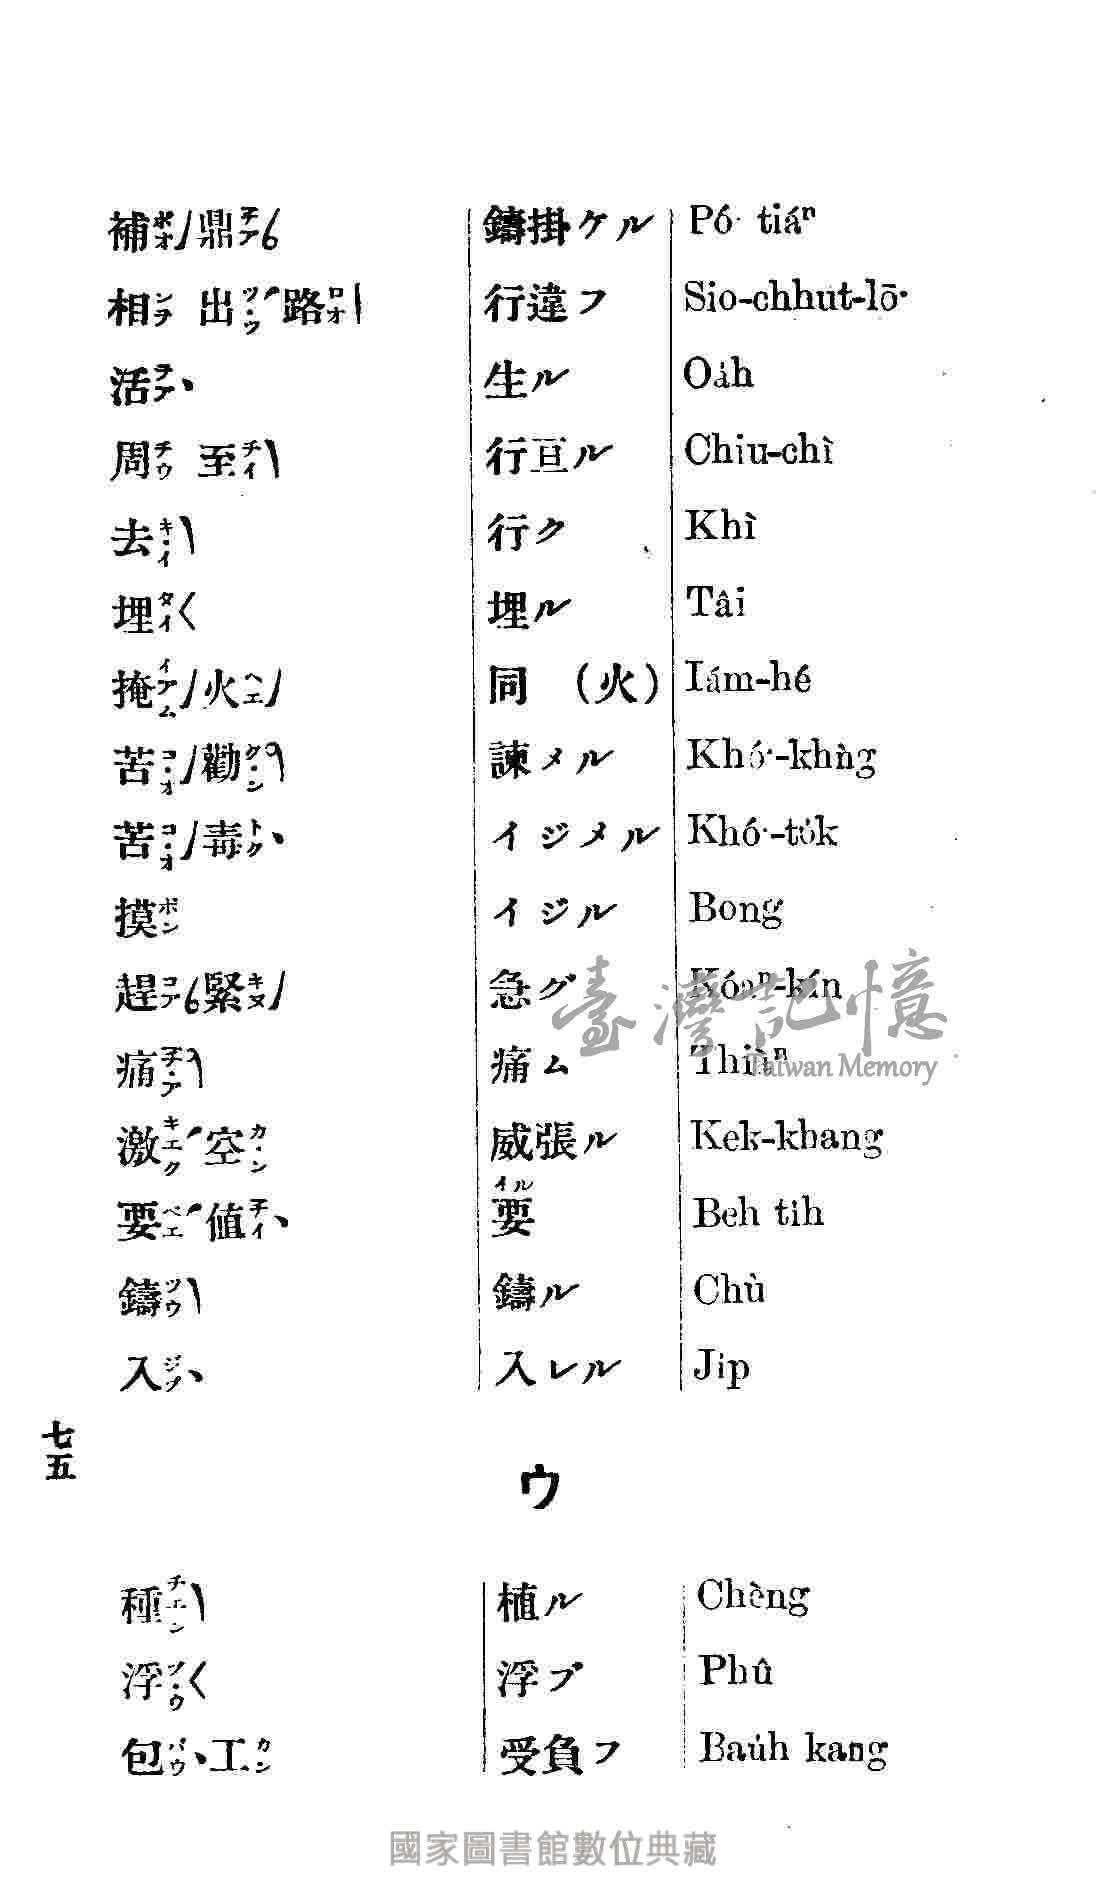 補ポオ 鼎チア 鑄掛ケル Pó͘ tiáⁿ
相シヲ 出ツウ 路ロオ 行違フ Sio-chhut-lō͘
活ヲア 生ル Oa̍h
周チウ 至チイ 行亘ル Chiu-chì
去キイ 行ク Khì
埋タイ 埋ル Tâi
掩イアム 火ヘエ 同 (火) Iám-hé
苦コオ 勸クン 諫メル Khó͘-khǹg
苦コオ 毒トク イジメル Khó͘-to̍k
摸ボン イジル Bong
趕コア 緊キヌ 急グ Kóaⁿ-kín
痛チア 痛ム Thiàⁿ
激キエク 空カン 威張ル Kek-khang
要ベエ 値チイ 要イル Beh tih
鑄ツウ 鑄ル Chù
入ジプ 入レル Ji̍p
七五
ウ
種チエン 植ル Chèng
浮プウ 浮ブ Phû
包バウ 工カン 受負フ Bau̍h kang
臺灣記憶
Taiwan Memory
國家圖書館數位典藏